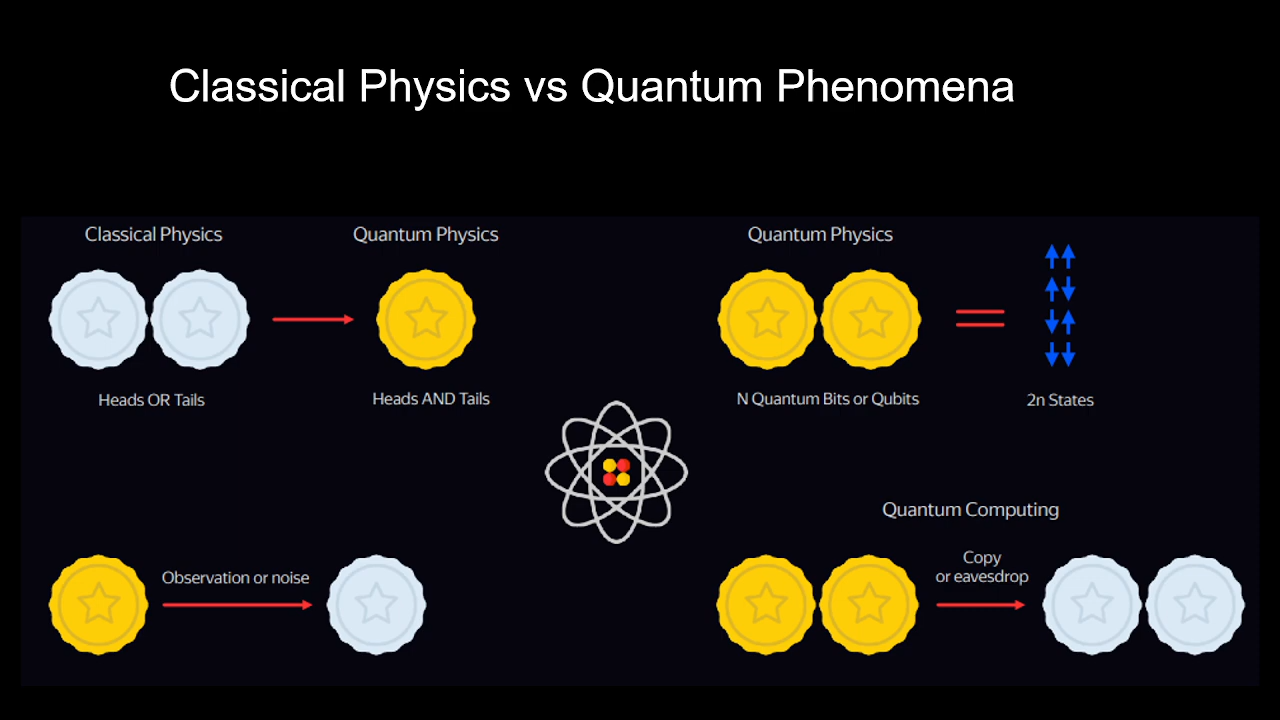 Classical Physics vs Quantum Phenomena
Classical Physics
Quantum Physics
Heads OR Tails
Heads AND Tails
Quantum Physics
N Quantum Bits or Qubits
2n States
Observation or noise
Quantum Computing
Copy
or eavesdrop